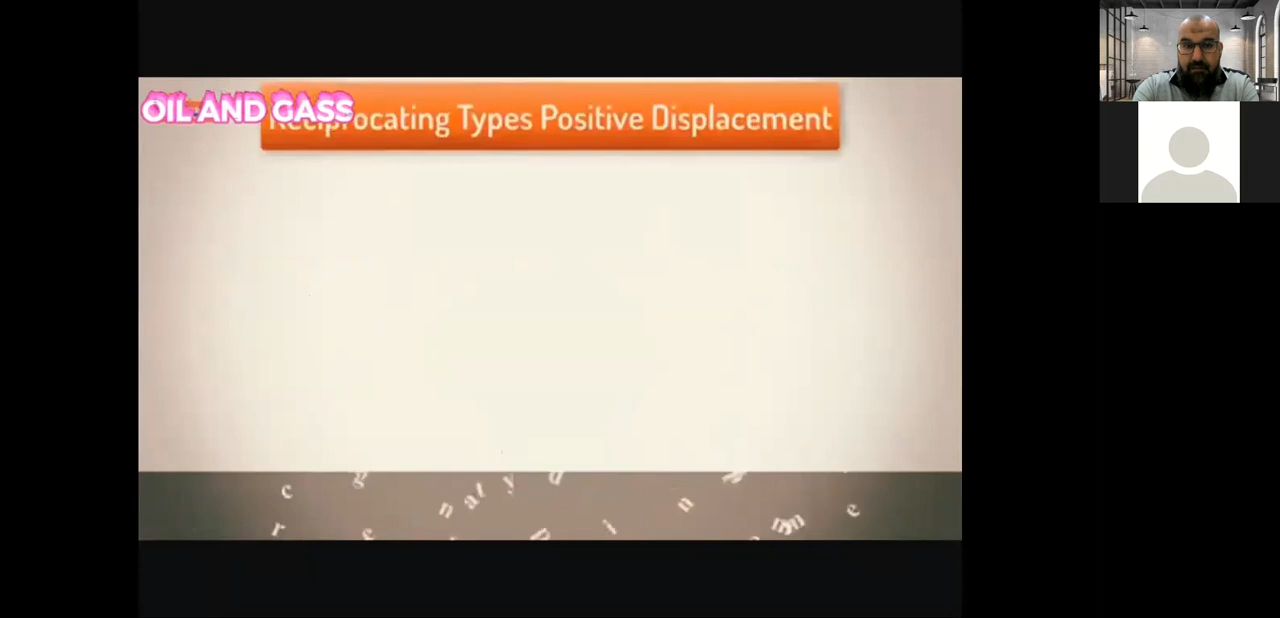 OIL AND GASS
Reciprocating Types Positive Displacement